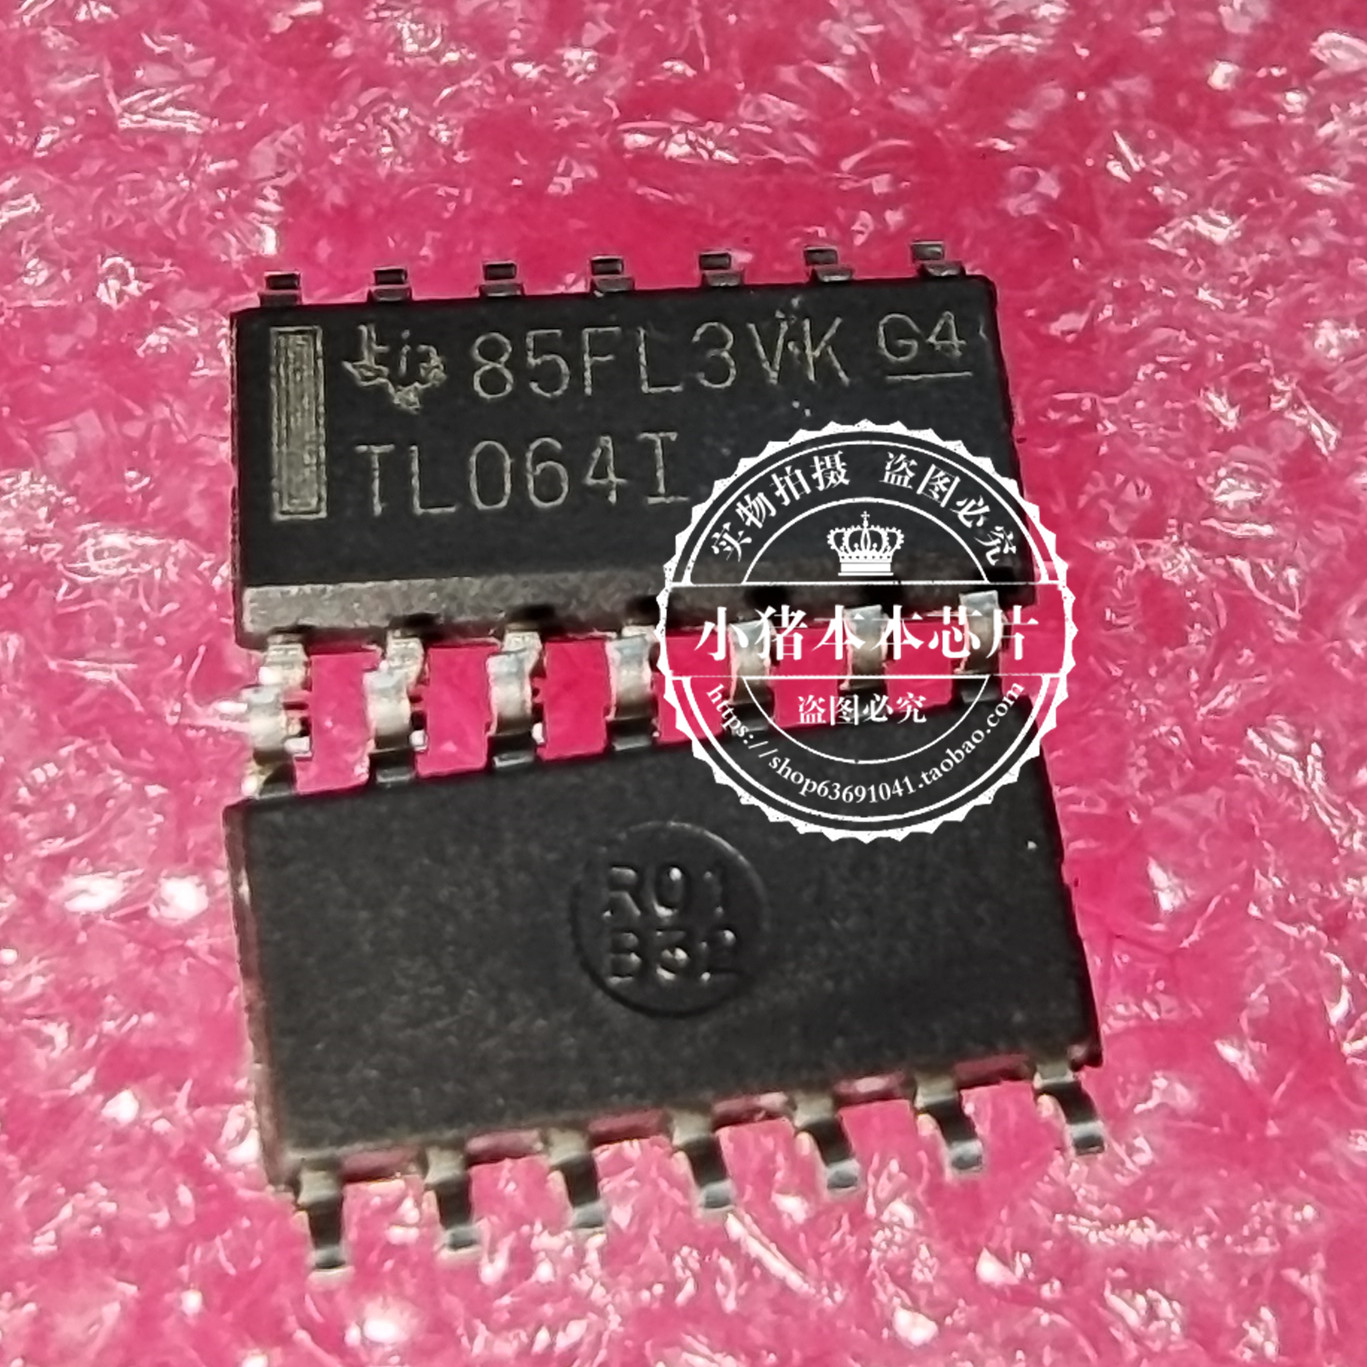 85FL3VK G4
TL064I
实物拍摄 盗图必究
小猪本本芯片
盗图必究
https://shop63691041.taobao.com
R01
B32